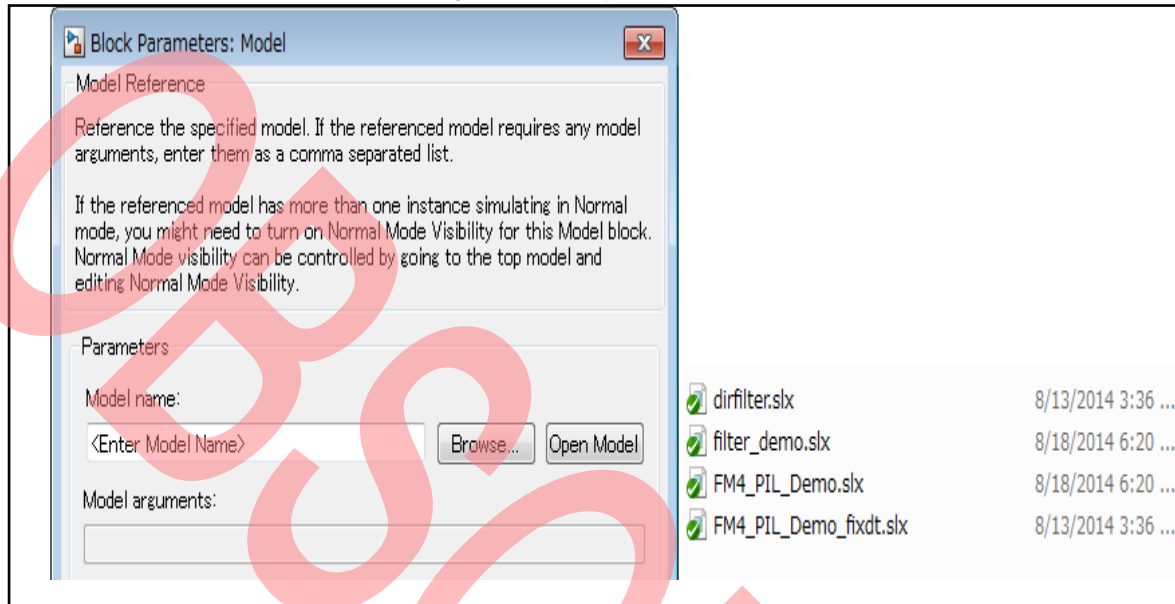 Block Parameters: Model
Model Reference
Reference the specified model. If the referenced model requires any model
arguments, enter them as a comma separated list.
If the referenced model has more than one instance simulating in Normal
mode, you might need to turn on Normal Mode Visibility for this Model block.
Normal Mode visibility can be controlled by going to the top model and
editing Normal Mode Visibility.
Parameters
Model name:
<Enter Model Name> Browse... Open Model
Model arguments:
dirfilter.slx 8/13/2014 3:36 ...
filter_demo.slx 8/18/2014 6:20 ...
FM4_PIL_Demo.slx 8/18/2014 6:20 ...
FM4_PIL_Demo_fixdt.slx 8/13/2014 3:36 ...